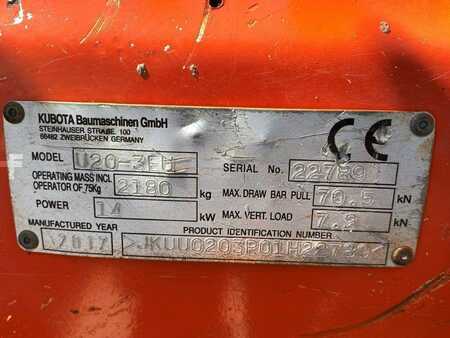 KUBOTA Baumaschinen GmbH
STEINHAUSER STRAẞE. 100
66482 ZWEIBRÜCKEN GERMANY
CE
MODEL
SERIAL No. 22789
OPERATING MASS INCL. OPERATOR OF 75Kg 2180 kg
MAX. DRAW BAR PULL 70.5 kN
POWER 14 kW
MAX. VERT. LOAD kN
MANUFACTURED YEAR 2017
PRODUCT IDENTIFICATION NUMBER